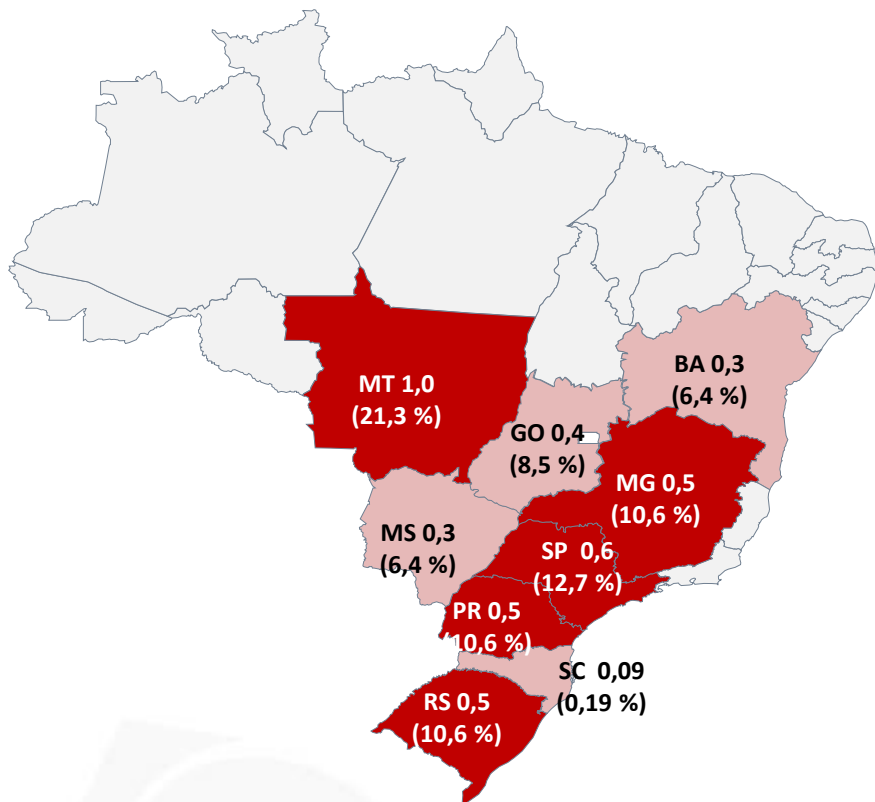 BA 0,3
(6,4 %)
MT 1,0
(21,3 %)
GO 0,4
(8,5 %)
MG 0,5
(10,6 %)
MS 0,3
(6,4 %)
SP 0,6
(12,7 %)
PR 0,5
(10,6 %)
SC 0,09
(0,19 %)
RS 0,5
(10,6 %)